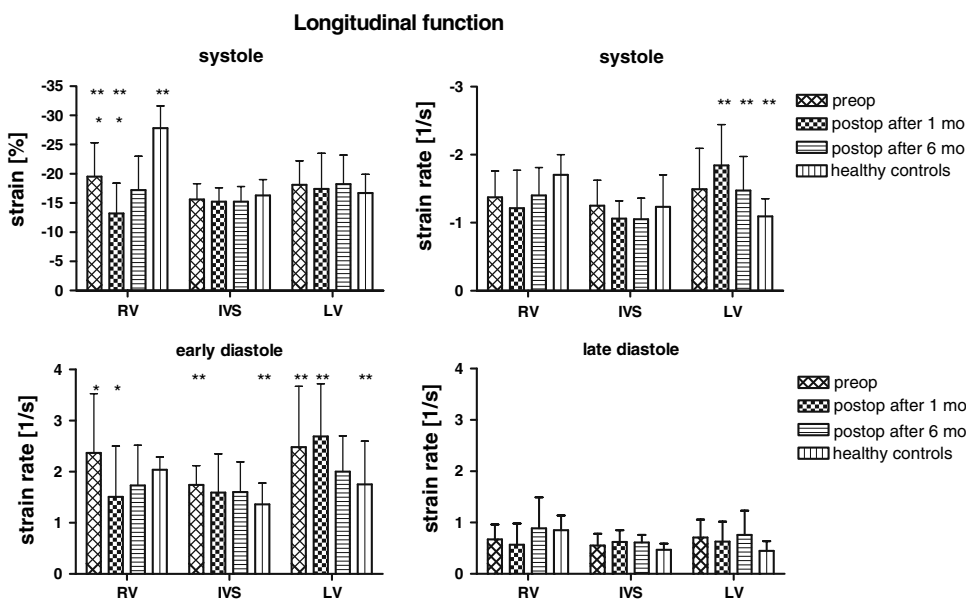 Longitudinal function
systole
strain [%]
-35
-30
-25
-20
-15
-10
-5
0
** ** **
* *
RV IVS LV
systole
strain rate [1/s]
-3
-2
-1
0
** ** **
RV IVS LV
preop
postop after 1 mo
postop after 6 mo
healthy controls
early diastole
strain rate [1/s]
4
3
2
1
0
* * ** ** ** ** **
RV IVS LV
late diastole
strain rate [1/s]
4
3
2
1
0
RV IVS LV
preop
postop after 1 mo
postop after 6 mo
healthy controls